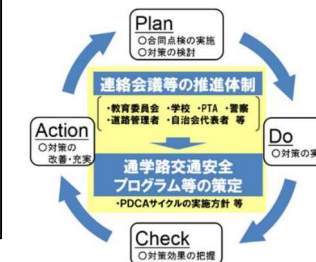 Plan
○合同点検の実施
○対策の検討
連絡会議等の推進体制
・教育委員会 ・学校 ・PTA ・警察
・道路管理者 ・自治会代表者 等
Action
○対策の
改善・充実
Do
○対策の実
通学路交通安全
プログラム等の策定
・PDCAサイクルの実施方針 等
Check
○対策効果の把握